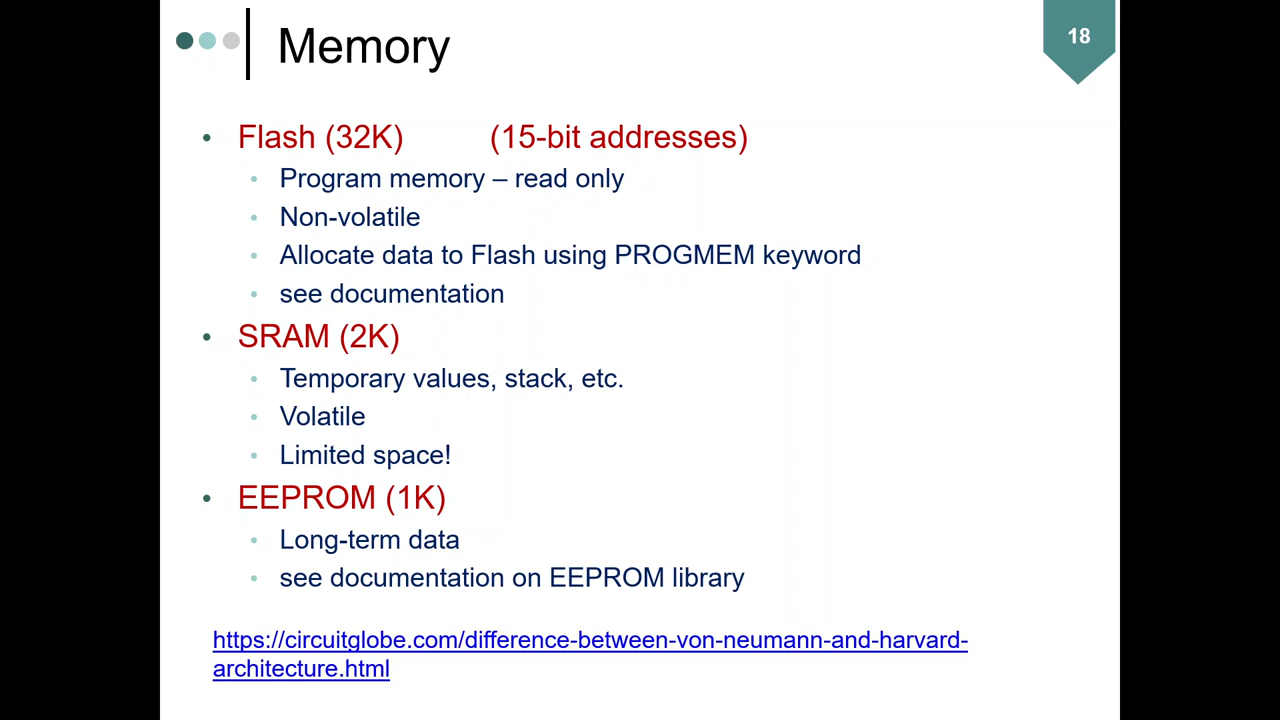 Memory
18
• Flash (32K) (15-bit addresses)
• Program memory – read only
• Non-volatile
• Allocate data to Flash using PROGMEM keyword
• see documentation
• SRAM (2K)
• Temporary values, stack, etc.
• Volatile
• Limited space!
• EEPROM (1K)
• Long-term data
• see documentation on EEPROM library
https://circuitglobe.com/difference-between-von-neumann-and-harvard-
architecture.html